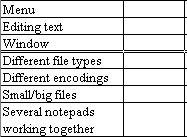 Menu
Editing text
Window
Different file types
Different encodings
Small/big files
Several notepads
working together